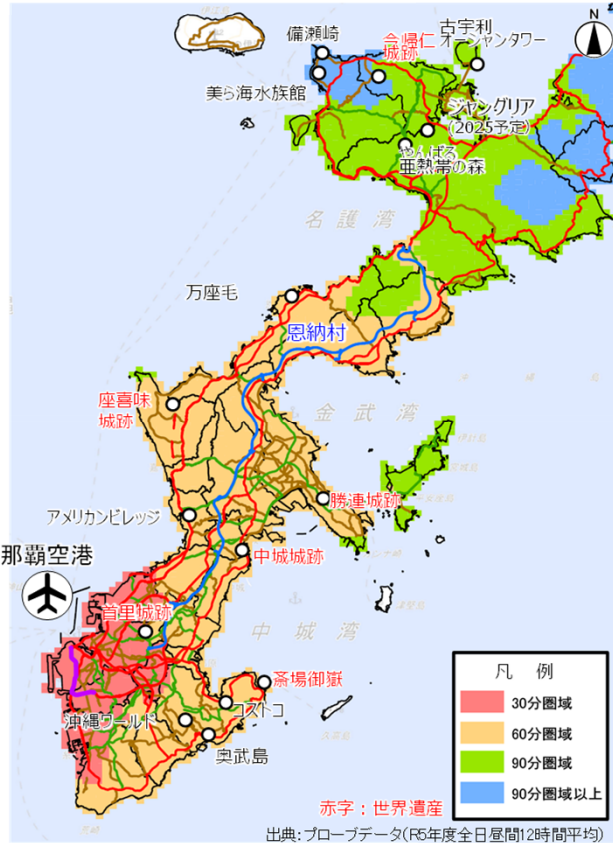 備瀬崎
今帰仁
城跡
古宇利
オーシャンタワー
N
美ら海水族館
ジャングリア
(2025予定)
やんばる
亜熱帯の森
名護湾
万座毛
恩納村
座喜味
城跡
金武湾
勝連城跡
アメリカンビレッジ
那覇空港
中城城跡
首里城跡
中城湾
斎場御嶽
コストコ
沖縄ワールド
奥武島
凡 例
30分圏域
60分圏域
90分圏域
90分圏域以上
赤字：世界遺産
出典：プローブデータ(R5年度全日昼間12時間平均)